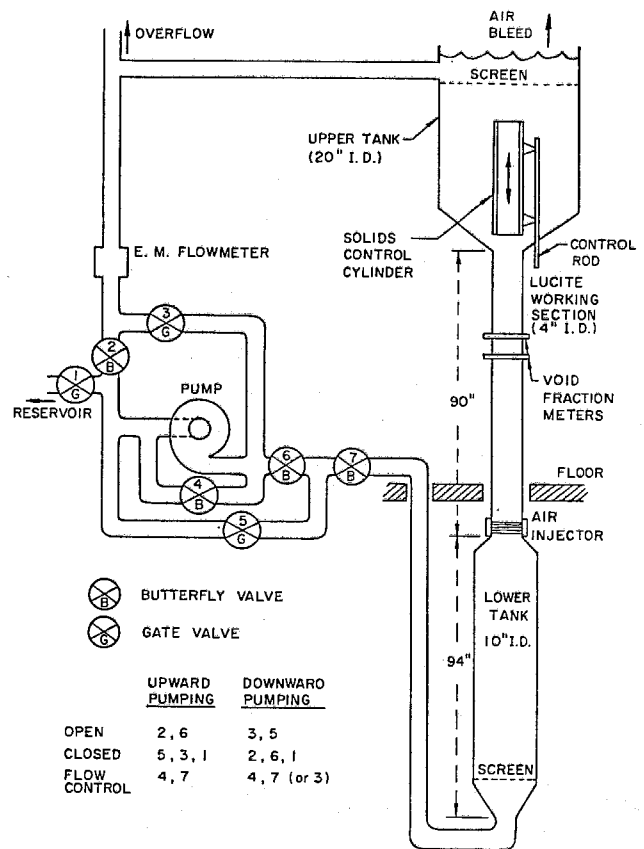 OVERFLOW
AIR
BLEED
SCREEN
UPPER TANK
(20" I.D.)
SOLIDS
CONTROL
CYLINDER
CONTROL
ROD
E. M. FLOWMETER
LUCITE
WORKING
SECTION
(4" I.D.)
3
G
2
B
1
G
RESERVOIR
PUMP
VOID
FRACTION
METERS
90"
6
B
7
B
4
B
5
G
FLOOR
AIR
INJECTOR
B
BUTTERFLY VALVE
G
GATE VALVE
LOWER
TANK
10" I.D.
94"
SCREEN
UPWARD PUMPING
DOWNWARD PUMPING
OPEN 2, 6 3, 5
CLOSED 5, 3, 1 2, 6, 1
FLOW CONTROL 4, 7 4, 7 (or 3)